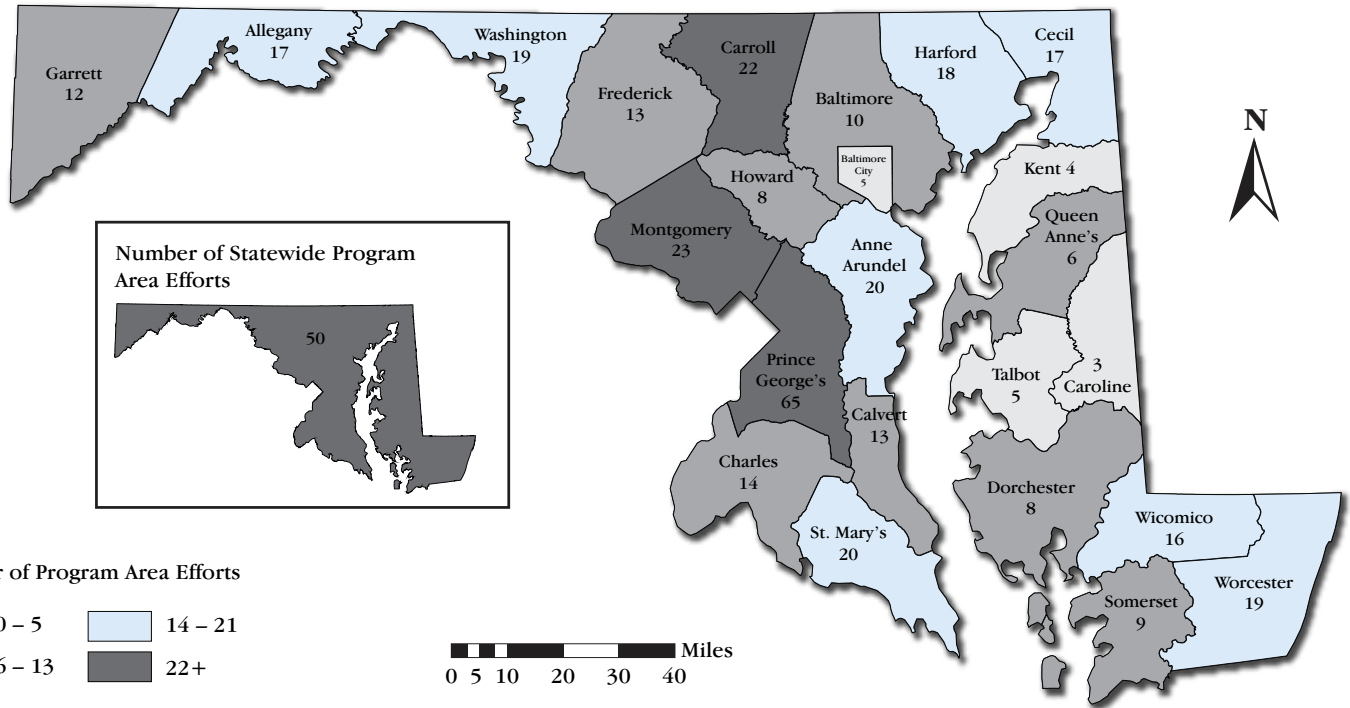 Allegany
17
Washington
19
Carroll
22
Harford
18
Cecil
17
Garrett
12
Frederick
13
Baltimore
10
N
Baltimore
City
5
Howard
8
Kent 4
Queen
Anne's
6
Montgomery
23
Anne
Arundel
20
Number of Statewide Program
Area Efforts
50
Prince
George's
65
Talbot
5
3
Caroline
Calvert
13
Charles
14
Dorchester
8
St. Mary's
20
Wicomico
16
Worcester
19
Somerset
9
of Program Area Efforts
– 5
14 – 21
– 13
22+
Miles
0 5 10 20 30 40